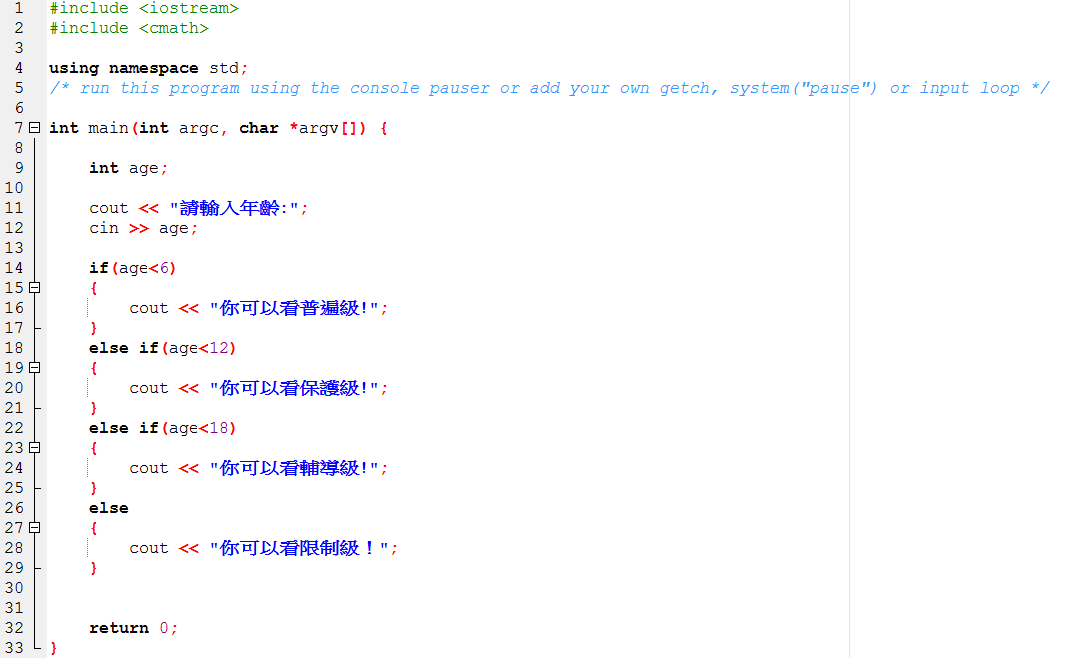 1 #include <iostream>
2 #include <cmath>
3
4 using namespace std;
5 /* run this program using the console pauser or add your own getch, system("pause") or input loop */
6
7 int main(int argc, char *argv[]) {
8
9 int age;
10
11 cout << "請輸入年齡:";
12 cin >> age;
13
14 if(age<6)
15 {
16 cout << "你可以看普遍級!";
17 }
18 else if(age<12)
19 {
20 cout << "你可以看保護級!";
21 }
22 else if(age<18)
23 {
24 cout << "你可以看輔導級!";
25 }
26 else
27 {
28 cout << "你可以看限制級！";
29 }
30
31
32 return 0;
33 }